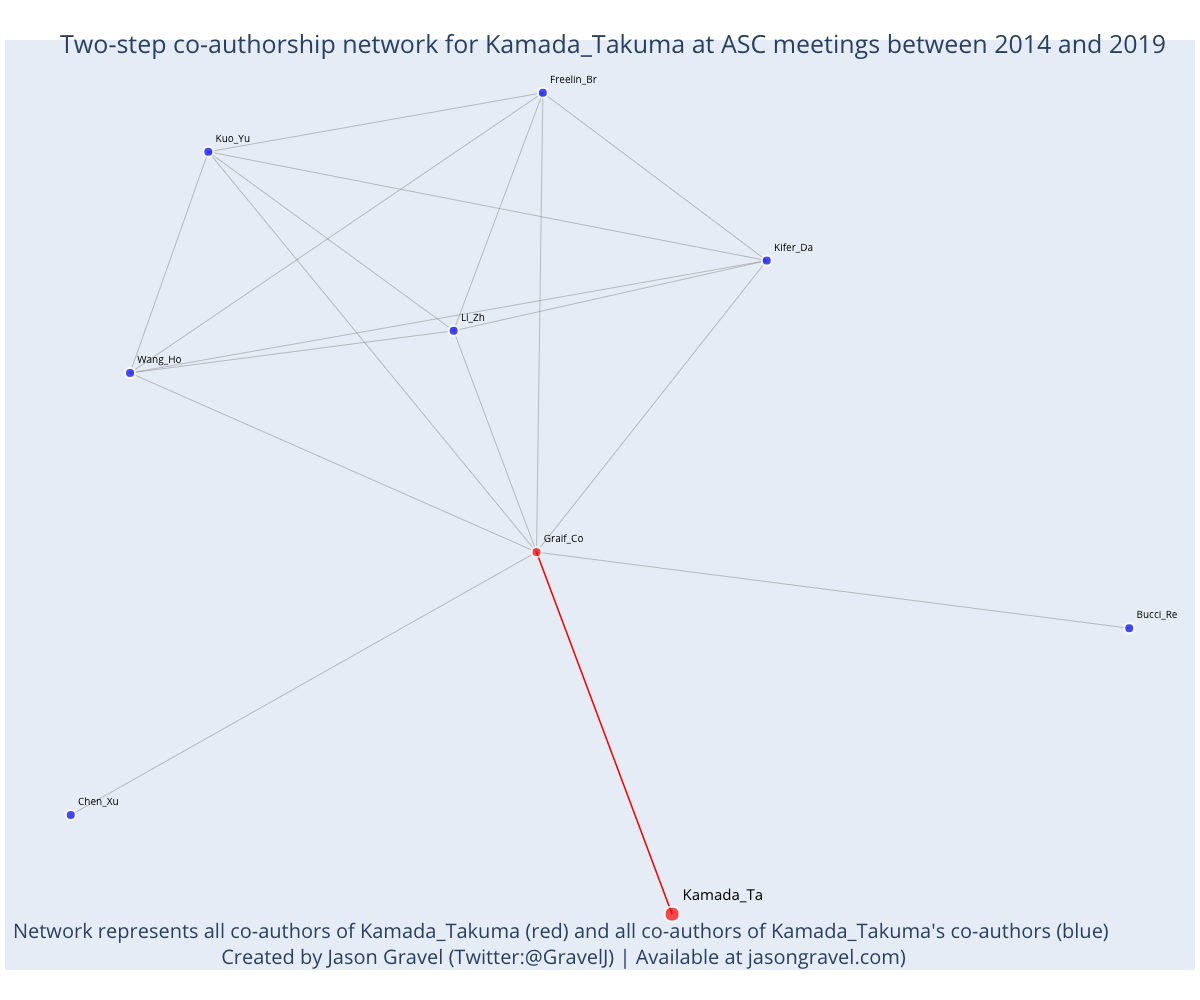 Two-step co-authorship network for Kamada_Takuma at ASC meetings between 2014 and 2019
Freelin_Br
Kuo_Yu
Kifer_Da
Li_Zh
Wang_Ho
Graif_Co
Bucci_Re
Chen_Xu
Kamada_Ta
Network represents all co-authors of Kamada_Takuma (red) and all co-authors of Kamada_Takuma's co-authors (blue)
Created by Jason Gravel (Twitter:@GravelJ) | Available at jasongravel.com)